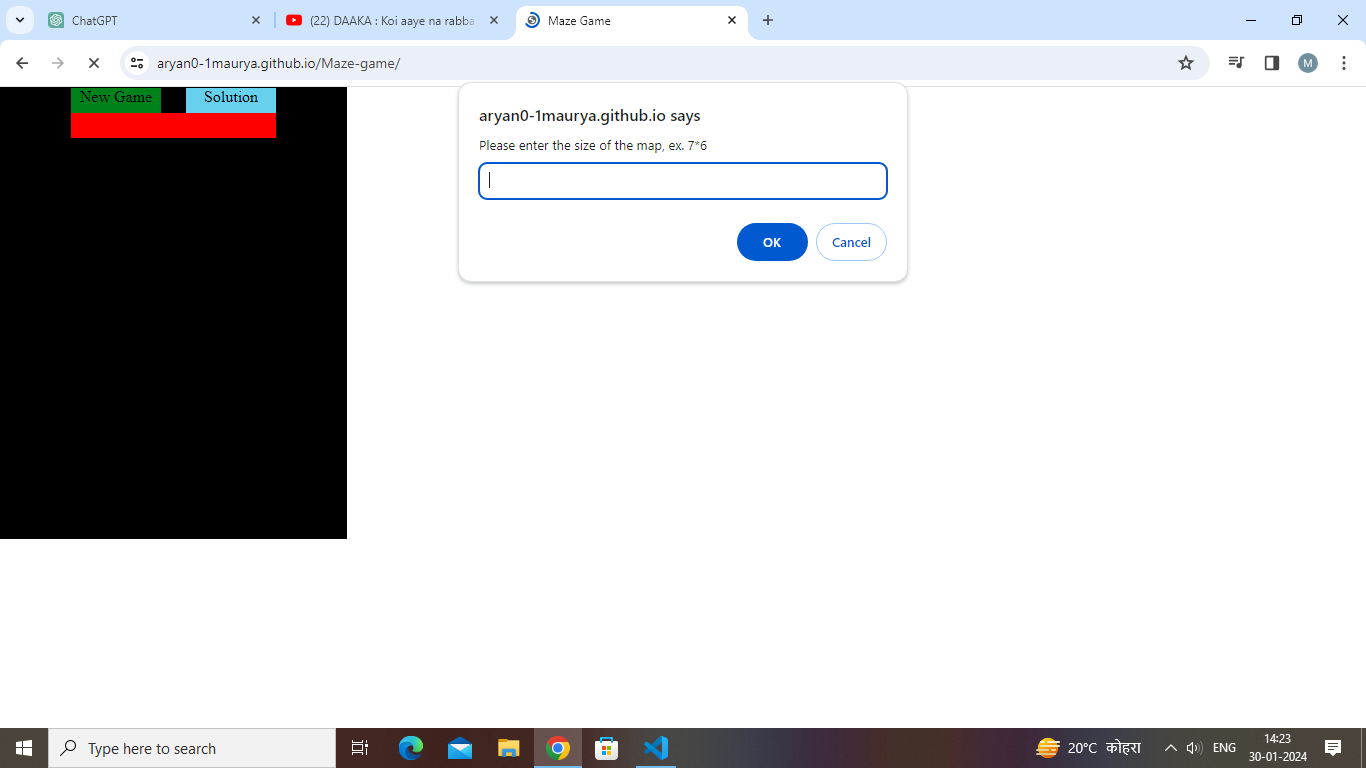 ChatGPT
(22) DAAKA : Koi aaye na rabba
Maze Game
aryan0-1maurya.github.io/Maze-game/
M
New Game
Solution
aryan0-1maurya.github.io says
Please enter the size of the map, ex. 7*6
OK
Cancel
Type here to search
20°C कोहरा
ENG
14:23
30-01-2024